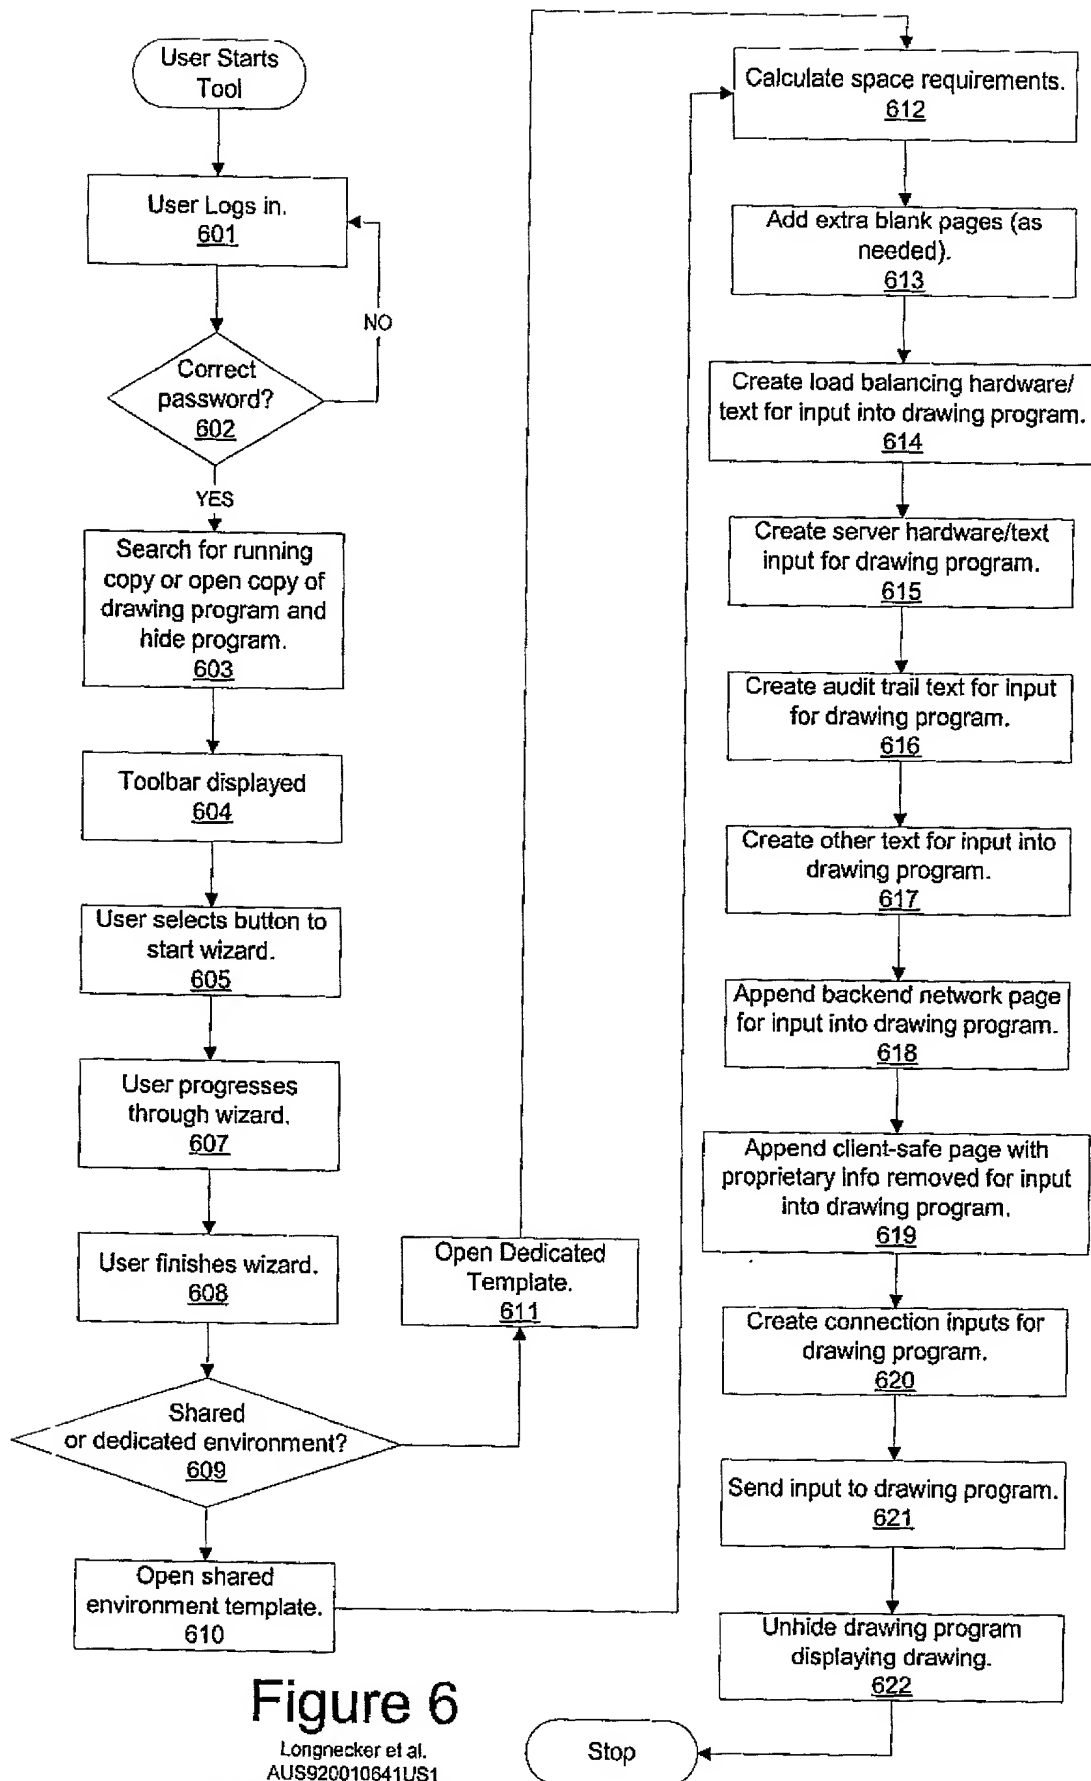 User Starts
Tool
User Logs in.
601
NO
Correct
password?
602
YES
Search for running
copy or open copy of
drawing program and
hide program.
603
Toolbar displayed
604
User selects button to
start wizard.
605
User progresses
through wizard.
607
User finishes wizard.
608
Shared
or dedicated environment?
609
Open shared
environment template.
610
Open Dedicated
Template.
611
Calculate space requirements.
612
Add extra blank pages (as
needed).
613
Create load balancing hardware/
text for input into drawing program.
614
Create server hardware/text
input for drawing program.
615
Create audit trail text for input
for drawing program.
616
Create other text for input into
drawing program.
617
Append backend network page
for input into drawing program.
618
Append client-safe page with
proprietary info removed for input
into drawing program.
619
Create connection inputs for
drawing program.
620
Send input to drawing program.
621
Unhide drawing program
displaying drawing.
622
Stop
Figure 6
Longnecker et al.
AUS920010641US1